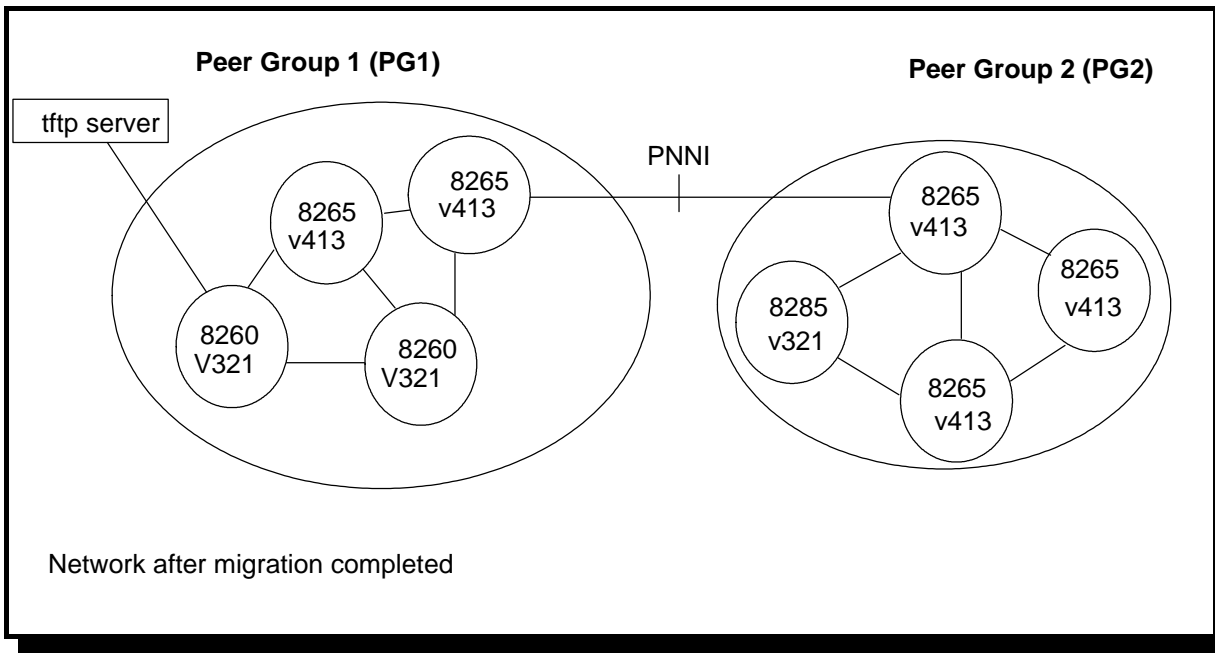 Peer Group 1 (PG1)
Peer Group 2 (PG2)
tftp server
PNNI
8265
v413
8265
v413
8260
V321
8260
V321
8265
v413
8265
v413
8285
v321
8265
v413
Network after migration completed